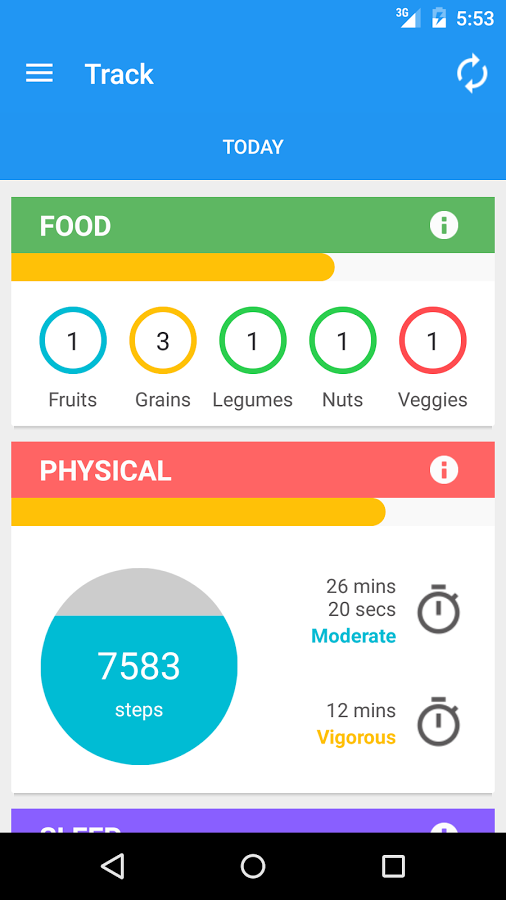 3G 5:53
Track
TODAY
FOOD
1 3 1 1 1
Fruits Grains Legumes Nuts Veggies
PHYSICAL
26 mins
20 secs
Moderate
7583
steps
12 mins
Vigorous
SLEEP